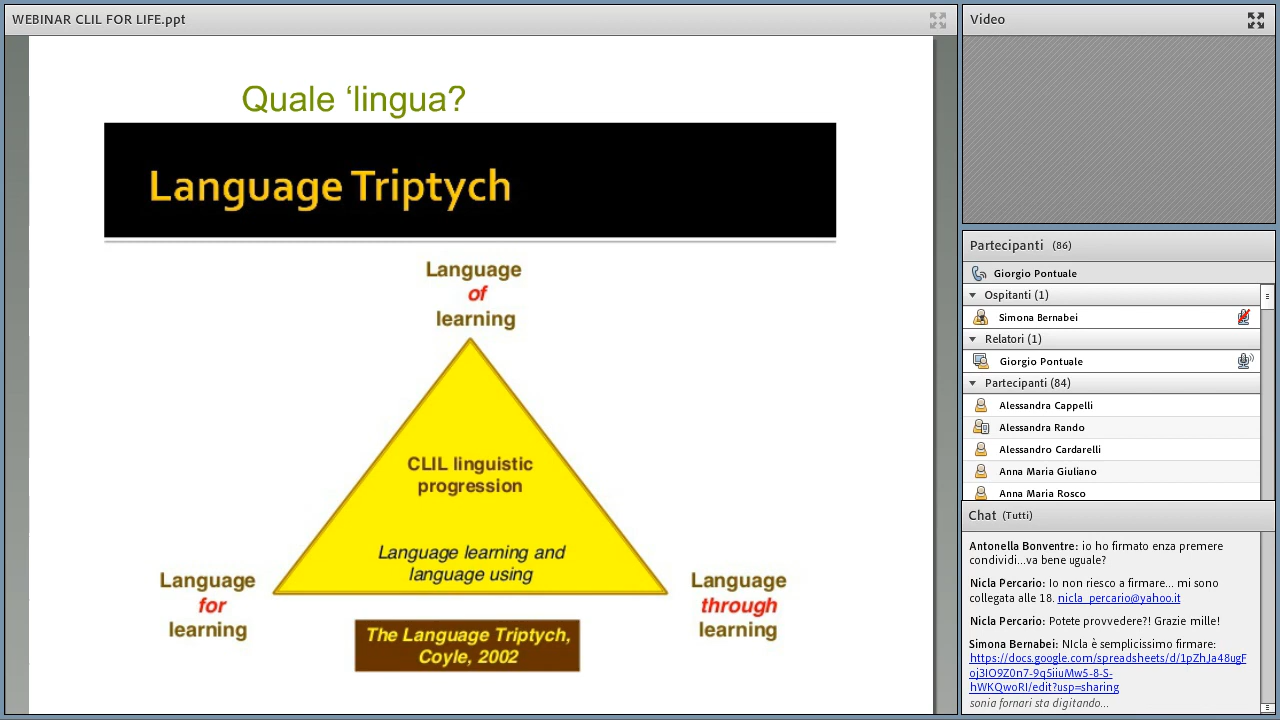 WEBINAR CLIL FOR LIFE.ppt
Quale ‘lingua?
Language Triptych
Language
of
learning
CLIL linguistic
progression
Language learning and
language using
Language
for
learning
Language
through
learning
The Language Triptych,
Coyle, 2002
Video
Partecipanti (86)
Giorgio Pontuale
Ospitanti (1)
Simona Bernabei
Relatori (1)
Giorgio Pontuale
Partecipanti (84)
Alessandra Cappelli
Alessandra Rando
Alessandro Cardarelli
Anna Maria Giuliano
Anna Maria Rosco
Chat (Tutti)
Antonella Bonventre: io ho firmato enza premere
condividi...va bene uguale?
Nicla Percario: Io non riesco a firmare... mi sono
collegata alle 18. nicla_percario@yahoo.it
Nicla Percario: Potete provvedere?! Grazie mille!
Simona Bernabei: NIcla è semplicissimo firmare:
https://docs.google.com/spreadsheets/d/1pZhJa48ugF
oj3IO9Z0n7-9q5iiuMw5-8-S-
hWKQwoRI/edit?usp=sharing
sonia fornari sta digitando...